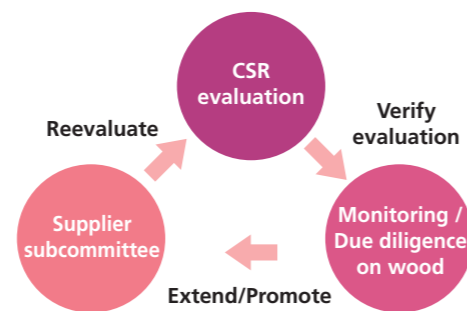 CSR
evaluation
Verify
evaluation
Reevaluate
Supplier
subcommittee
Monitoring /
Due diligence
on wood
Extend/Promote